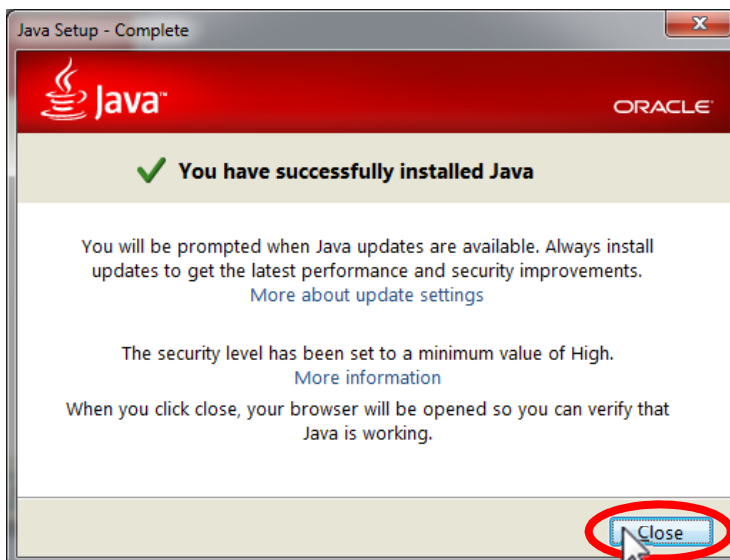 Java Setup - Complete
Java™
ORACLE
You have successfully installed Java
You will be prompted when Java updates are available. Always install
updates to get the latest performance and security improvements.
More about update settings
The security level has been set to a minimum value of High.
More information
When you click close, your browser will be opened so you can verify that
Java is working.
Close